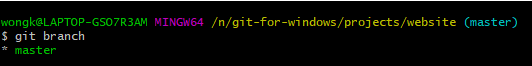 wongk@LAPTOP-GSO7R3AM MINGW64 /n/git-for-windows/projects/website (master)
$ git branch
* master